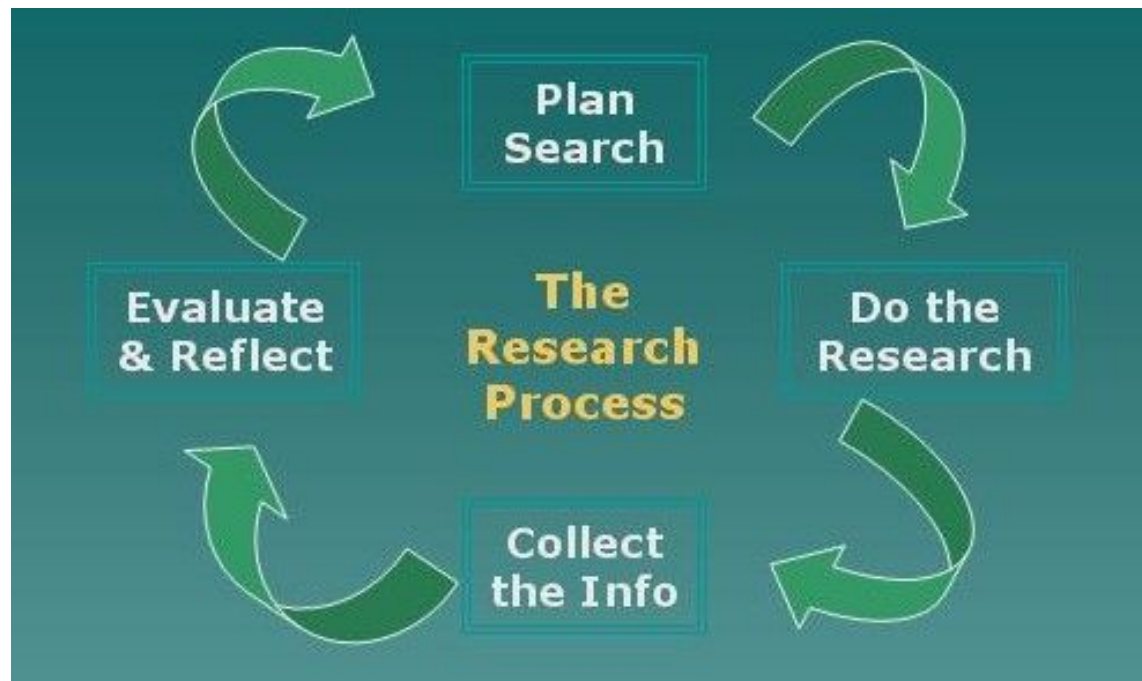 Plan
Search
Do the
Research
Collect
the Info
Evaluate
& Reflect
The
Research
Process